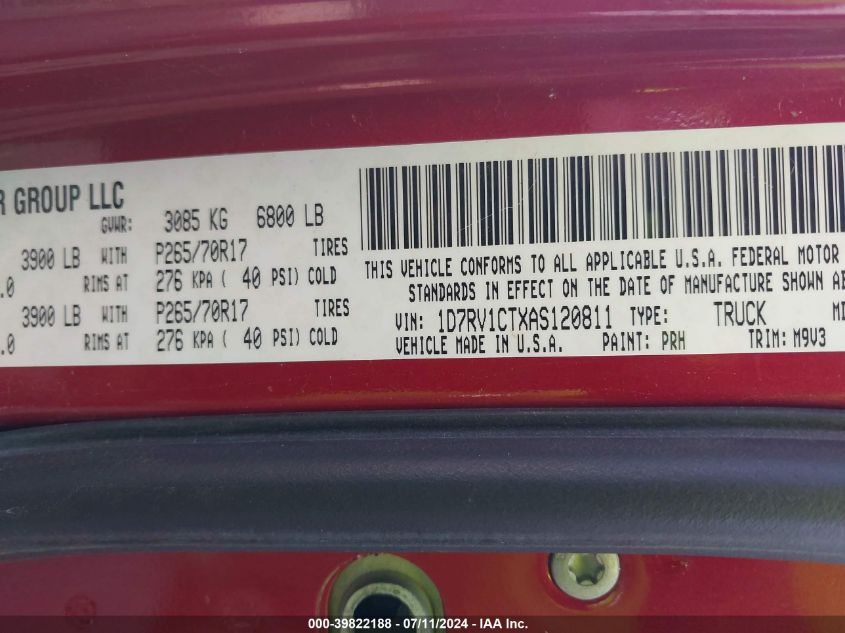 R GROUP LLC
GVWR: 3085 KG 6800 LB
3900 LB WITH P265/70R17 TIRES
.0 RIMS AT 276 KPA ( 40 PSI) COLD
3900 LB WITH P265/70R17 TIRES
.0 RIMS AT 276 KPA ( 40 PSI) COLD
THIS VEHICLE CONFORMS TO ALL APPLICABLE U.S.A. FEDERAL MOTOR
STANDARDS IN EFFECT ON THE DATE OF MANUFACTURE SHOWN AB
VIN: 1D7RV1CTXAS120811 TYPE: TRUCK
VEHICLE MADE IN U.S.A. PAINT: PRH TRIM: M9V3
000-39822188 - 07/11/2024 - IAA Inc.